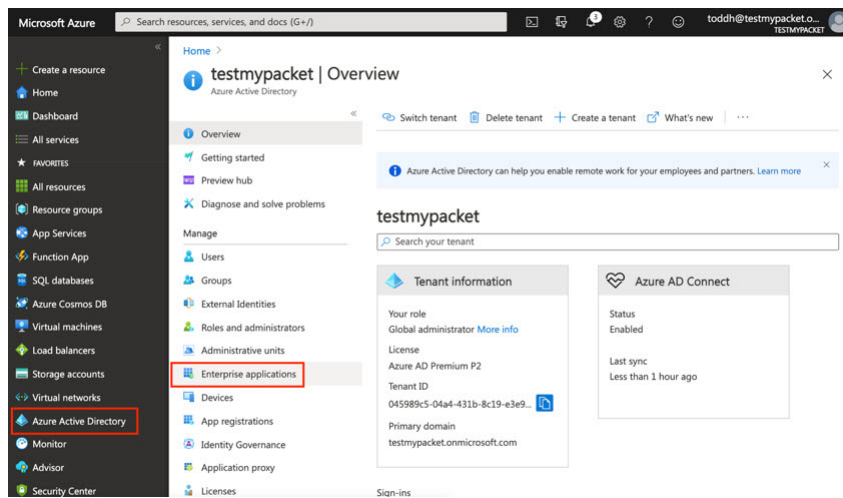 Microsoft Azure
Search resources, services, and docs (G+/)
3
toddh@testmypacket.o...
TESTMYPACKET
Create a resource
Home
Dashboard
All services
FAVORITES
All resources
Resource groups
App Services
Function App
SQL databases
Azure Cosmos DB
Virtual machines
Load balancers
Storage accounts
Virtual networks
Azure Active Directory
Monitor
Advisor
Security Center
Home >
testmypacket | Overview
Azure Active Directory
Overview
Getting started
Preview hub
Diagnose and solve problems
Manage
Users
Groups
External Identities
Roles and administrators
Administrative units
Enterprise applications
Devices
App registrations
Identity Governance
Application proxy
Licenses
Switch tenant Delete tenant Create a tenant What's new ...
Azure Active Directory can help you enable remote work for your employees and partners. Learn more
testmypacket
Search your tenant
Tenant information
Your role
Global administrator More info
License
Azure AD Premium P2
Tenant ID
045989c5-04a4-431b-8c19-e3e9...
Primary domain
testmypacket.onmicrosoft.com
Azure AD Connect
Status
Enabled
Last sync
Less than 1 hour ago
Sign-ins